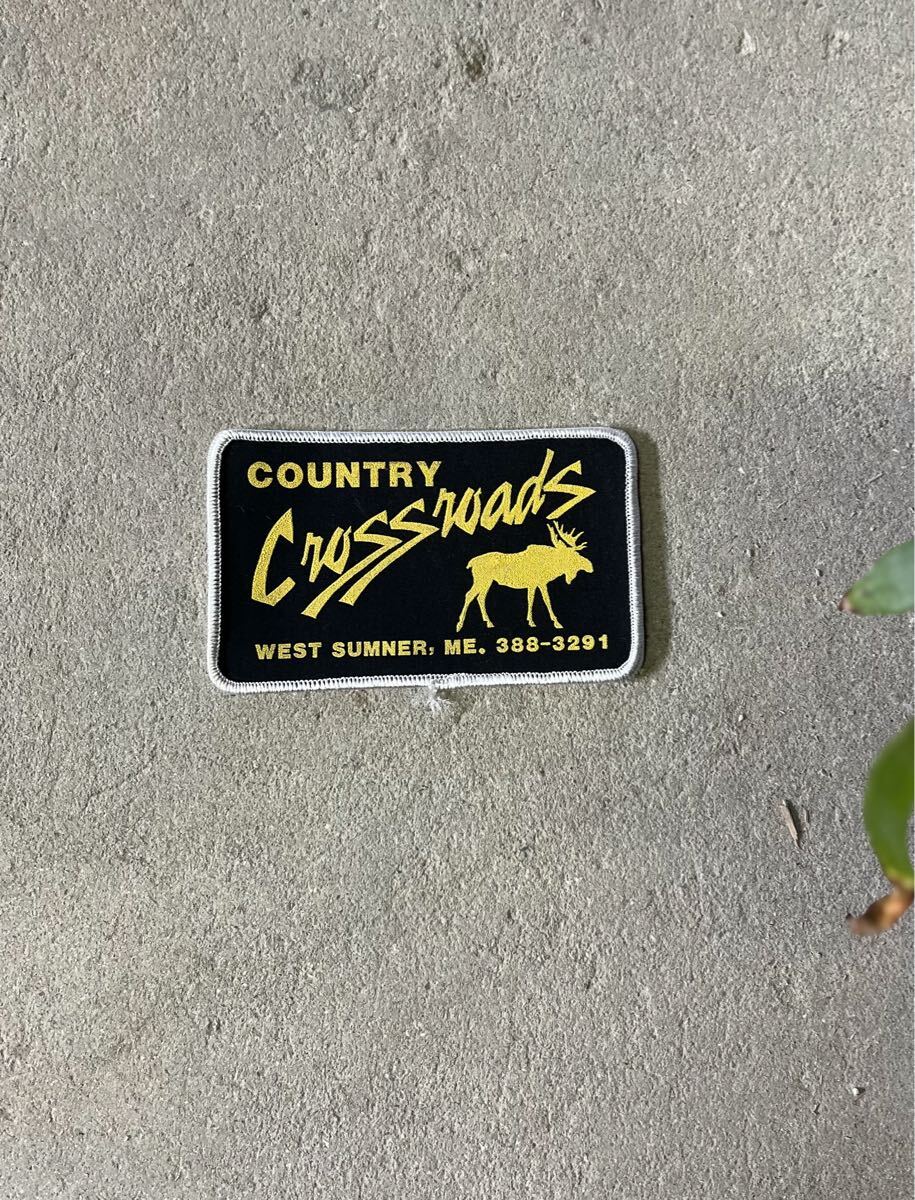 COUNTRY
Crossroads
WEST SUMNER, ME. 388-3291